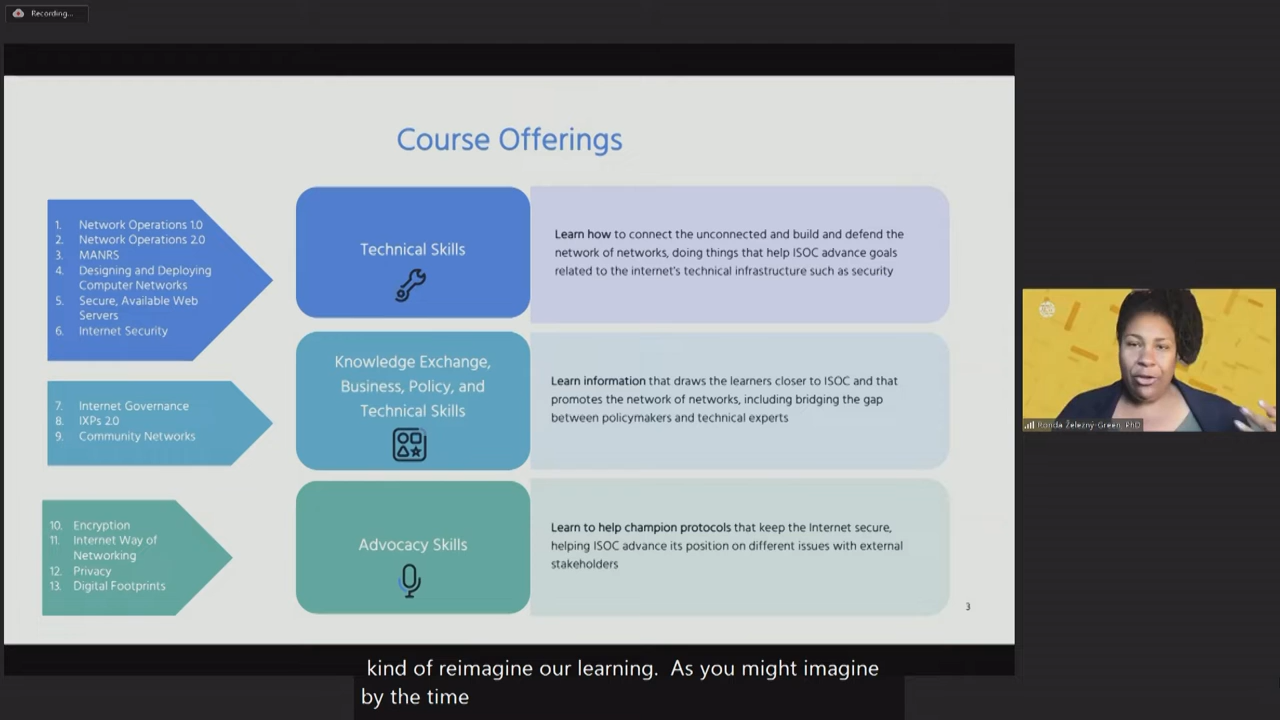 Recording...
Course Offerings
1. Network Operations 1.0
2. Network Operations 2.0
3. MANRS
4. Designing and Deploying
Computer Networks
5. Secure, Available Web
Servers
6. Internet Security
Technical Skills
Learn how to connect the unconnected and build and defend the
network of networks, doing things that help ISOC advance goals
related to the internet's technical infrastructure such as security
7. Internet Governance
8. IXPs 2.0
9. Community Networks
Knowledge Exchange,
Business, Policy, and
Technical Skills
Learn information that draws the learners closer to ISOC and that
promotes the network of networks, including bridging the gap
between policymakers and technical experts
10. Encryption
11. Internet Way of
Networking
12. Privacy
13. Digital Footprints
Advocacy Skills
Learn to help champion protocols that keep the Internet secure,
helping ISOC advance its position on different issues with external
stakeholders
3
Ronda Železný-Green, PhD
kind of reimagine our learning. As you might imagine
by the time